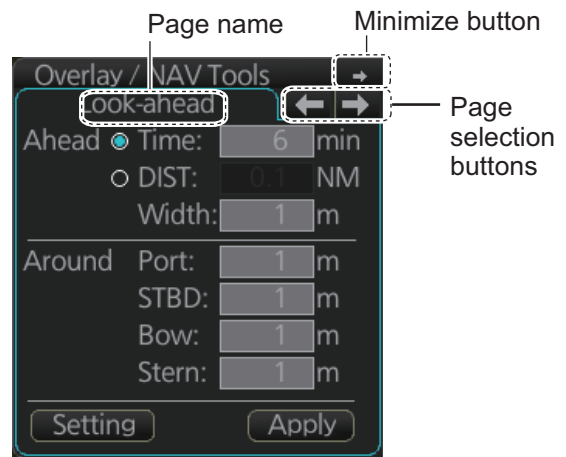 Page name
Minimize button
Overlay / NAV Tools
Look-ahead
Page
selection
buttons
Ahead Time: 6 min
DIST: 0.1 NM
Width: 1 m
Around Port: 1 m
STBD: 1 m
Bow: 1 m
Stern: 1 m
Setting Apply